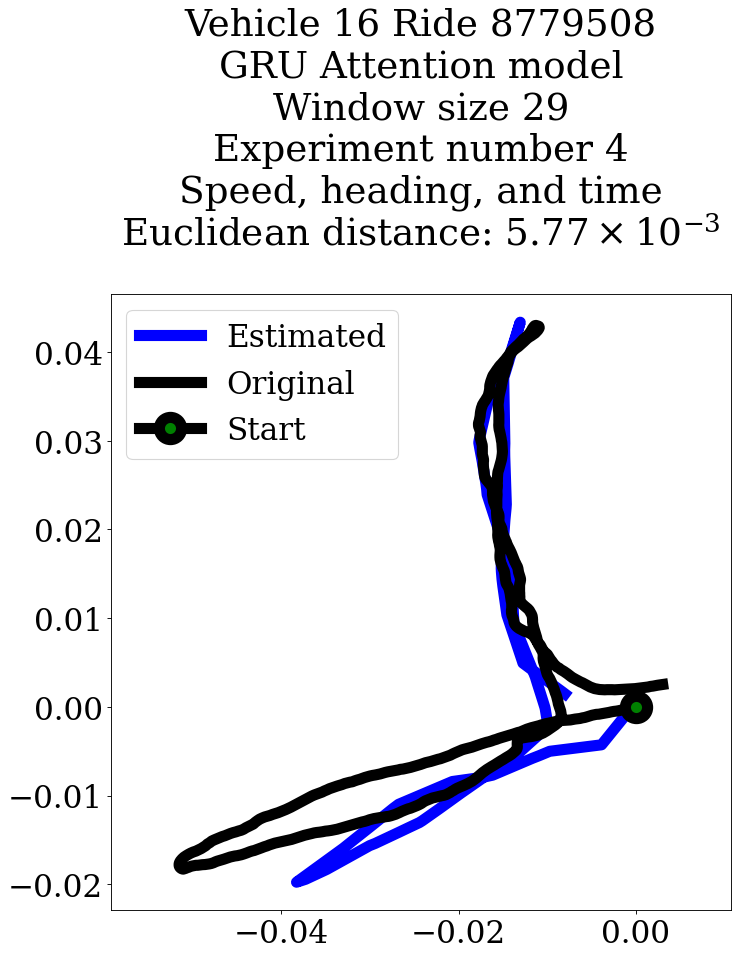 Vehicle 16 Ride 8779508
GRU Attention model
Window size 29
Experiment number 4
Speed, heading, and time
Euclidean distance: 5.77 × 10⁻³
Estimated
Original
Start
0.04
0.03
0.02
0.01
0.00
−0.01
−0.02
−0.04
−0.02
0.00